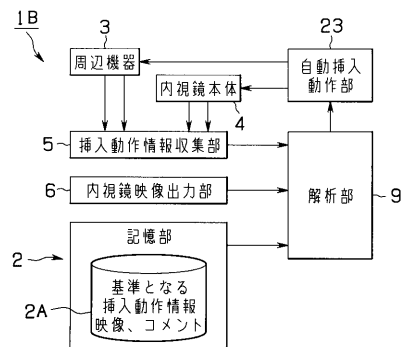 1B
3
23
周辺機器
自動挿入
動作部
内視鏡本体
4
5
挿入動作情報収集部
6
内視鏡映像出力部
解析部
9
記憶部
2
2A
基準となる
挿入動作情報
映像、コメント